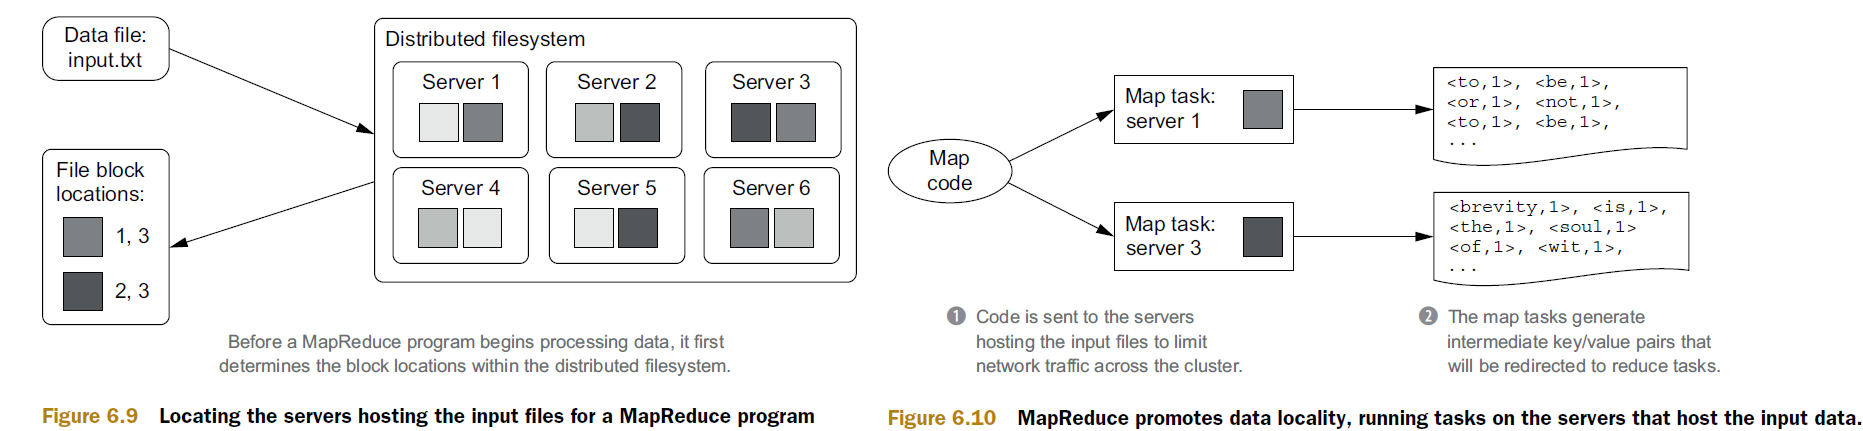 Data file:
input.txt
Distributed filesystem
Server 1
Server 2
Server 3
Server 4
Server 5
Server 6
File block
locations:
1, 3
2, 3
Before a MapReduce program begins processing data, it first
determines the block locations within the distributed filesystem.
Figure 6.9 Locating the servers hosting the input files for a MapReduce program
Map
code
Map task:
server 1
Map task:
server 3
<to,1>, <be,1>,
<or,1>, <not,1>,
<to,1>, <be,1>,
...
<brevity,1>, <is,1>,
<the,1>, <soul,1>
<of,1>, <wit,1>,
...
1 Code is sent to the servers
hosting the input files to limit
network traffic across the cluster.
2 The map tasks generate
intermediate key/value pairs that
will be redirected to reduce tasks.
Figure 6.10 MapReduce promotes data locality, running tasks on the servers that host the input data.